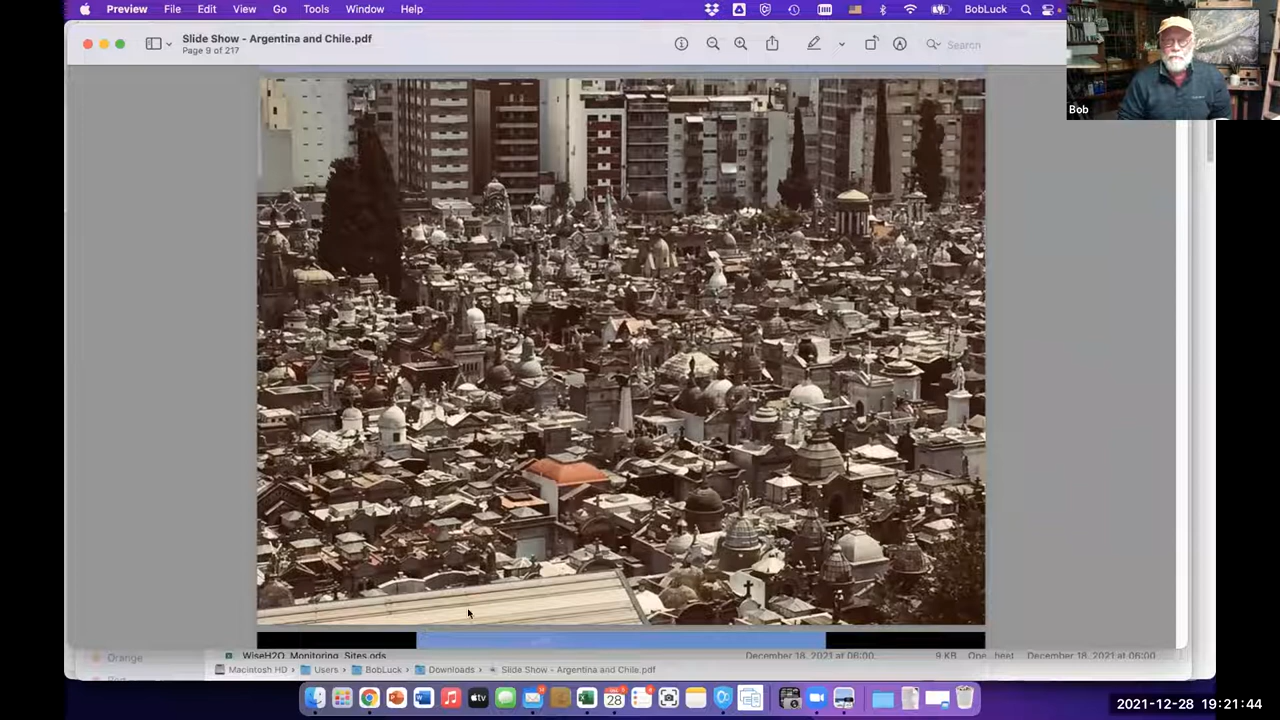 Preview File Edit View Go Tools Window Help BobLuck
Slide Show - Argentina and Chile.pdf
Page 9 of 217
Search
Bob
Orange
WiseH2O_Monitoring_Sites.ods December 18, 2021 at 06:00 9 KB December 18, 2021 at 06:00
Macintosh HD › Users › BobLuck › Downloads › Slide Show - Argentina and Chile.pdf
DEC
28
2021-12-28 19:21:44